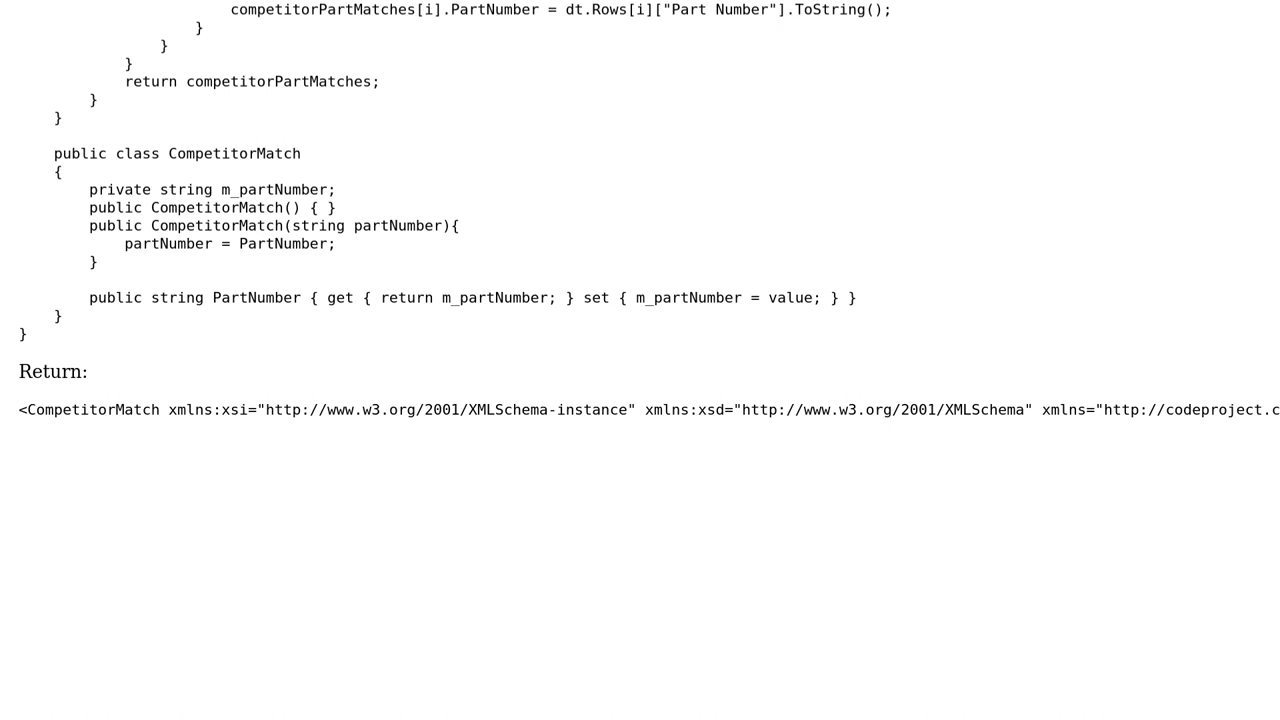 competitorPartMatches[i].PartNumber = dt.Rows[i]["Part Number"].ToString();
}
}
}
return competitorPartMatches;
}
}
public class CompetitorMatch
{
private string m_partNumber;
public CompetitorMatch() { }
public CompetitorMatch(string partNumber){
partNumber = PartNumber;
}
public string PartNumber { get { return m_partNumber; } set { m_partNumber = value; } }
}
}
Return:
<CompetitorMatch xmlns:xsi="http://www.w3.org/2001/XMLSchema-instance" xmlns:xsd="http://www.w3.org/2001/XMLSchema" xmlns="http://codeproject.c